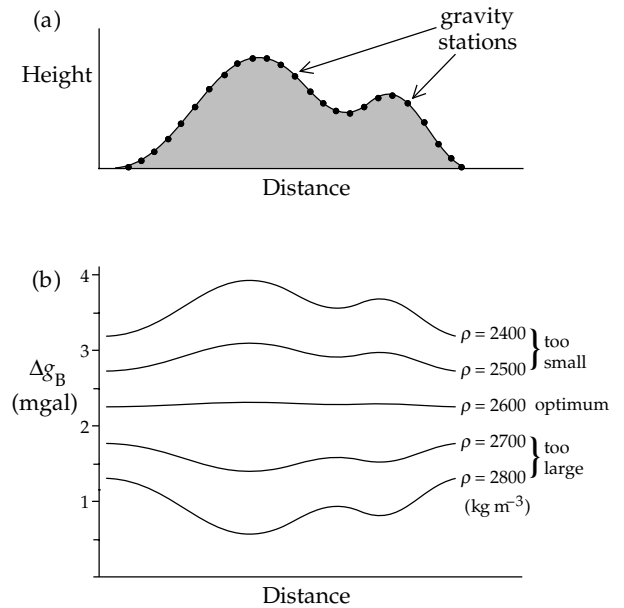 (a)
gravity
stations
Height
Distance
(b)
4
3
2
1
Δg_B
(mgal)
ρ = 2400
ρ = 2500
} too
small
ρ = 2600 optimum
ρ = 2700
ρ = 2800
} too
large
(kg m⁻³)
Distance